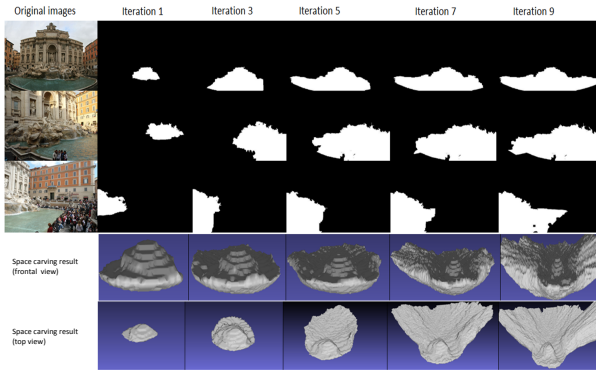 Original images Iteration 1 Iteration 3 Iteration 5 Iteration 7 Iteration 9
Space carving result
(frontal view)
Space carving result
(top view)